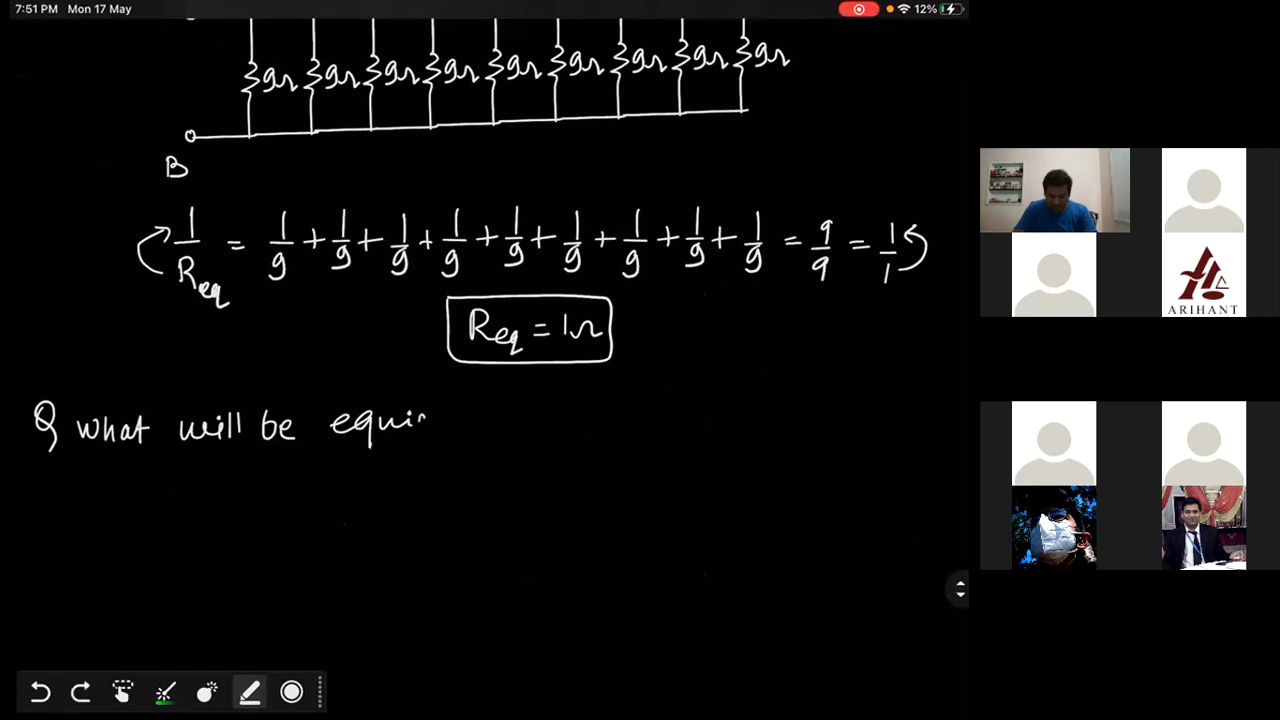 7:51 PM Mon 17 May
12%
9Ω 9Ω 9Ω 9Ω 9Ω 9Ω 9Ω 9Ω 9Ω
B
1/Req = 1/9 + 1/9 + 1/9 + 1/9 + 1/9 + 1/9 + 1/9 + 1/9 + 1/9 = 9/9 = 1/1
Req = 1Ω
Q what will be equi
ARIHANT